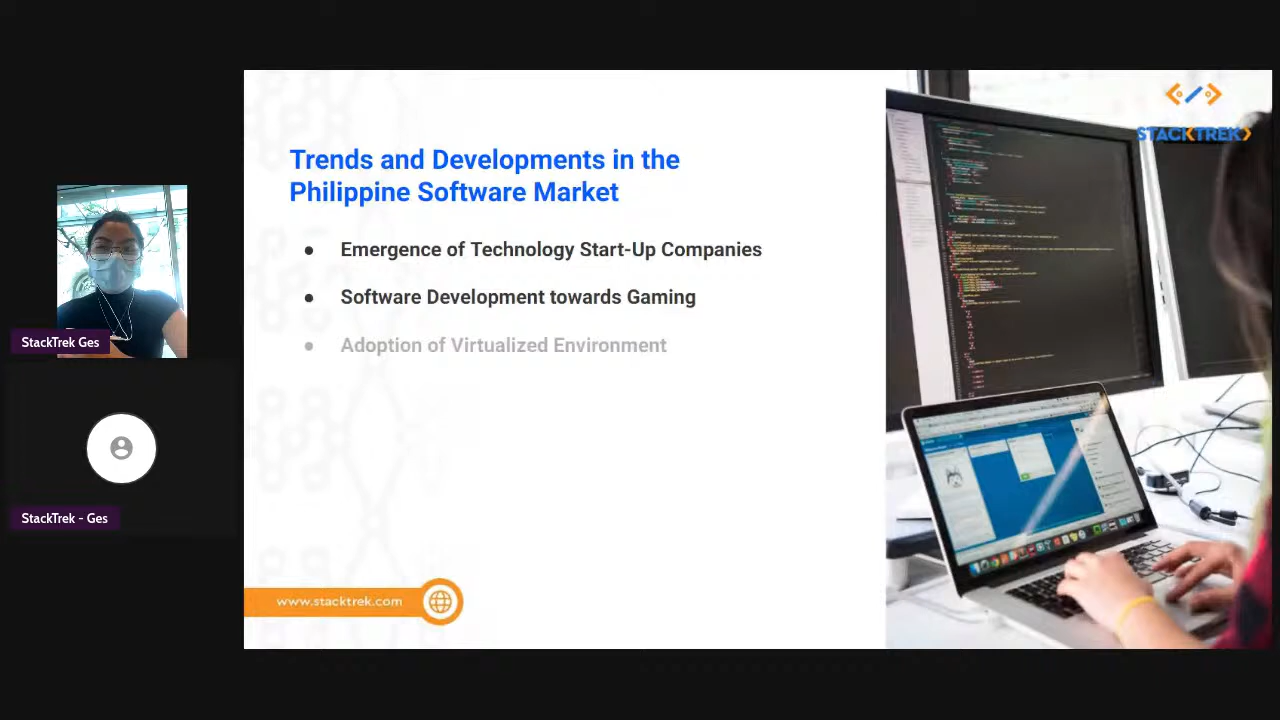 Trends and Developments in the
Philippine Software Market
● Emergence of Technology Start-Up Companies
● Software Development towards Gaming
● Adoption of Virtualized Environment
www.stacktrek.com
STACKTREK
StackTrek Ges
StackTrek - Ges